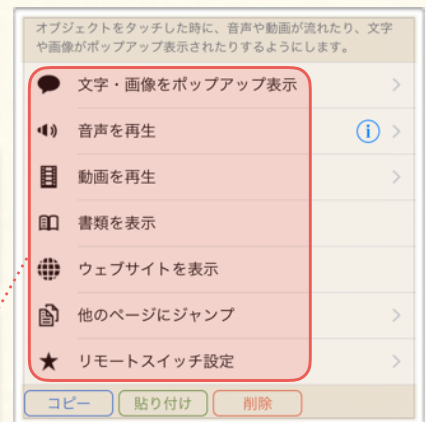 オブジェクトをタッチした時に、音声や動画が流れたり、文字
や画像がポップアップ表示されたりするようにします。
文字・画像をポップアップ表示
音声を再生
動画を再生
書類を表示
ウェブサイトを表示
他のページにジャンプ
リモートスイッチ設定
コピー 貼り付け 削除